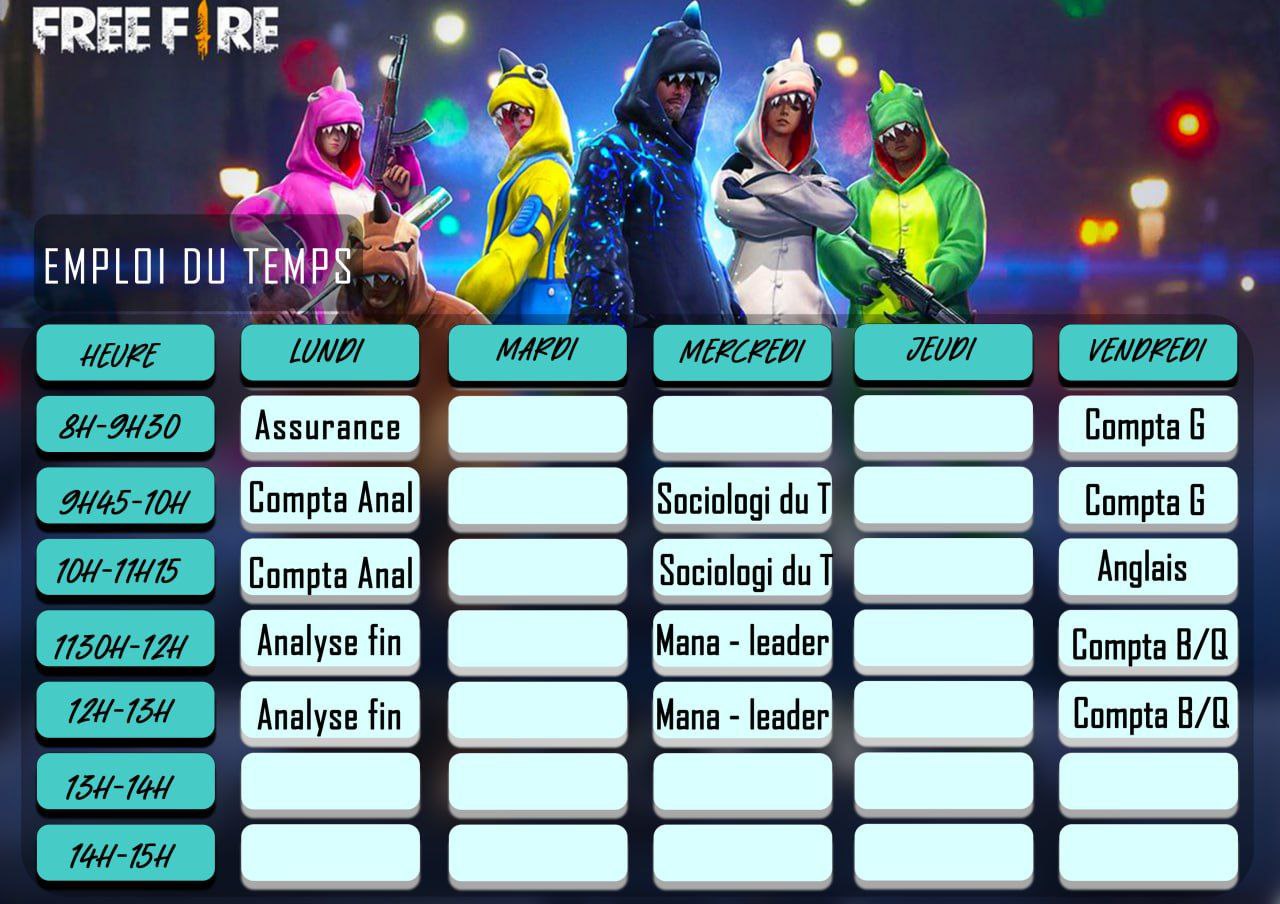 FREE FIRE
EMPLOI DU TEMPS
HEURE LUNDI MARDI MERCREDI JEUDI VENDREDI
8H-9H30 Assurance Compta G
9H45-10H Compta Anal Sociologi du T Compta G
10H-11H15 Compta Anal Sociologi du T Anglais
1130H-12H Analyse fin Mana - leader Compta B/Q
12H-13H Analyse fin Mana - leader Compta B/Q
13H-14H
14H-15H